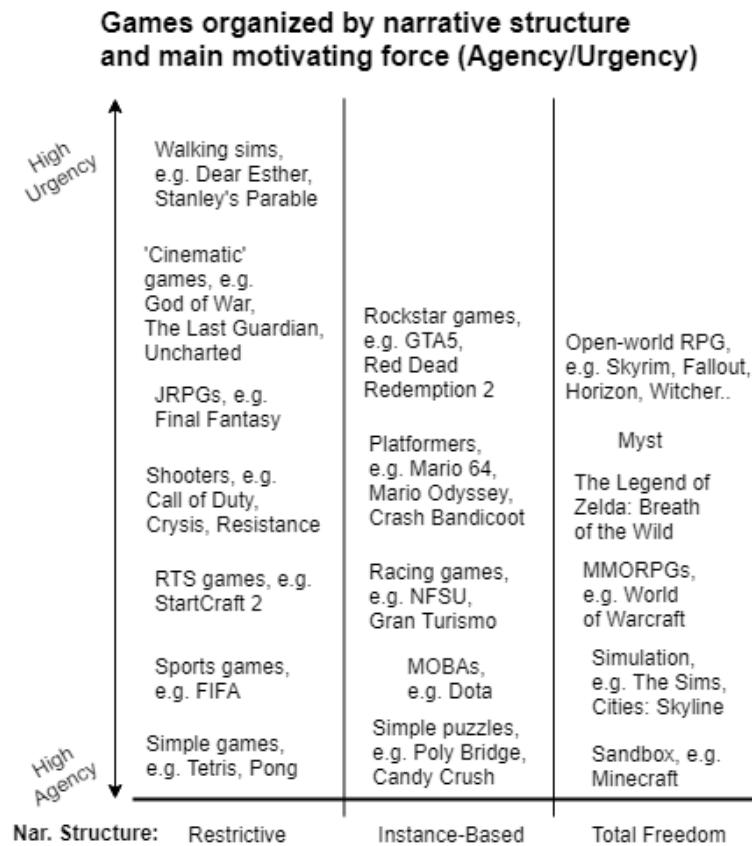 Games organized by narrative structure
and main motivating force (Agency/Urgency)
High
Urgency
Walking sims,
e.g. Dear Esther,
Stanley's Parable
'Cinematic'
games, e.g.
God of War,
The Last Guardian,
Uncharted
JRPGs, e.g.
Final Fantasy
Shooters, e.g.
Call of Duty,
Crysis, Resistance
RTS games, e.g.
StartCraft 2
Sports games,
e.g. FIFA
Simple games,
e.g. Tetris, Pong
Rockstar games,
e.g. GTA5,
Red Dead
Redemption 2
Platformers,
e.g. Mario 64,
Mario Odyssey,
Crash Bandicoot
Racing games,
e.g. NFSU,
Gran Turismo
MOBAs,
e.g. Dota
Simple puzzles,
e.g. Poly Bridge,
Candy Crush
Open-world RPG,
e.g. Skyrim, Fallout,
Horizon, Witcher..
Myst
The Legend of
Zelda: Breath
of the Wild
MMORPGs,
e.g. World
of Warcraft
Simulation,
e.g. The Sims,
Cities: Skyline
Sandbox, e.g.
Minecraft
High
Agency
Nar. Structure: Restrictive Instance-Based Total Freedom